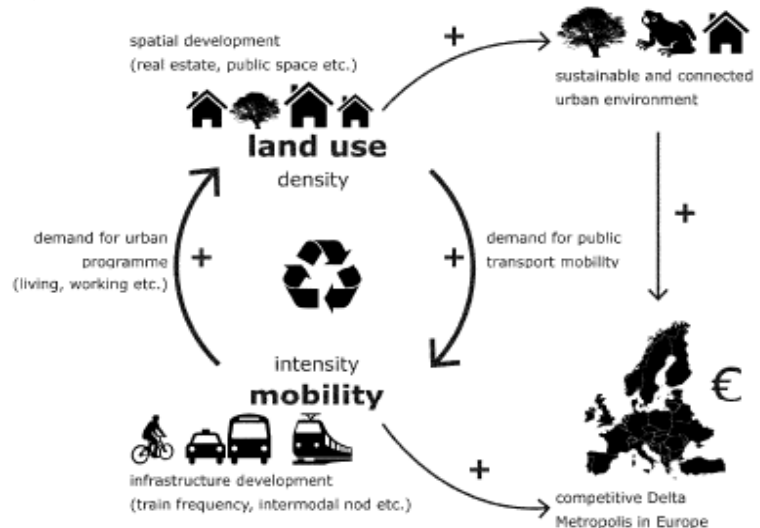 spatial development
(real estate, public space etc.)
+
sustainable and connected
urban environment
land use
density
demand for urban
programme
(living, working etc.)
+
+
demand for public
transport mobility
+
intensity
mobility
€
infrastructure development
(train frequency, intermodal nod etc.)
+
competitive Delta
Metropolis in Europe